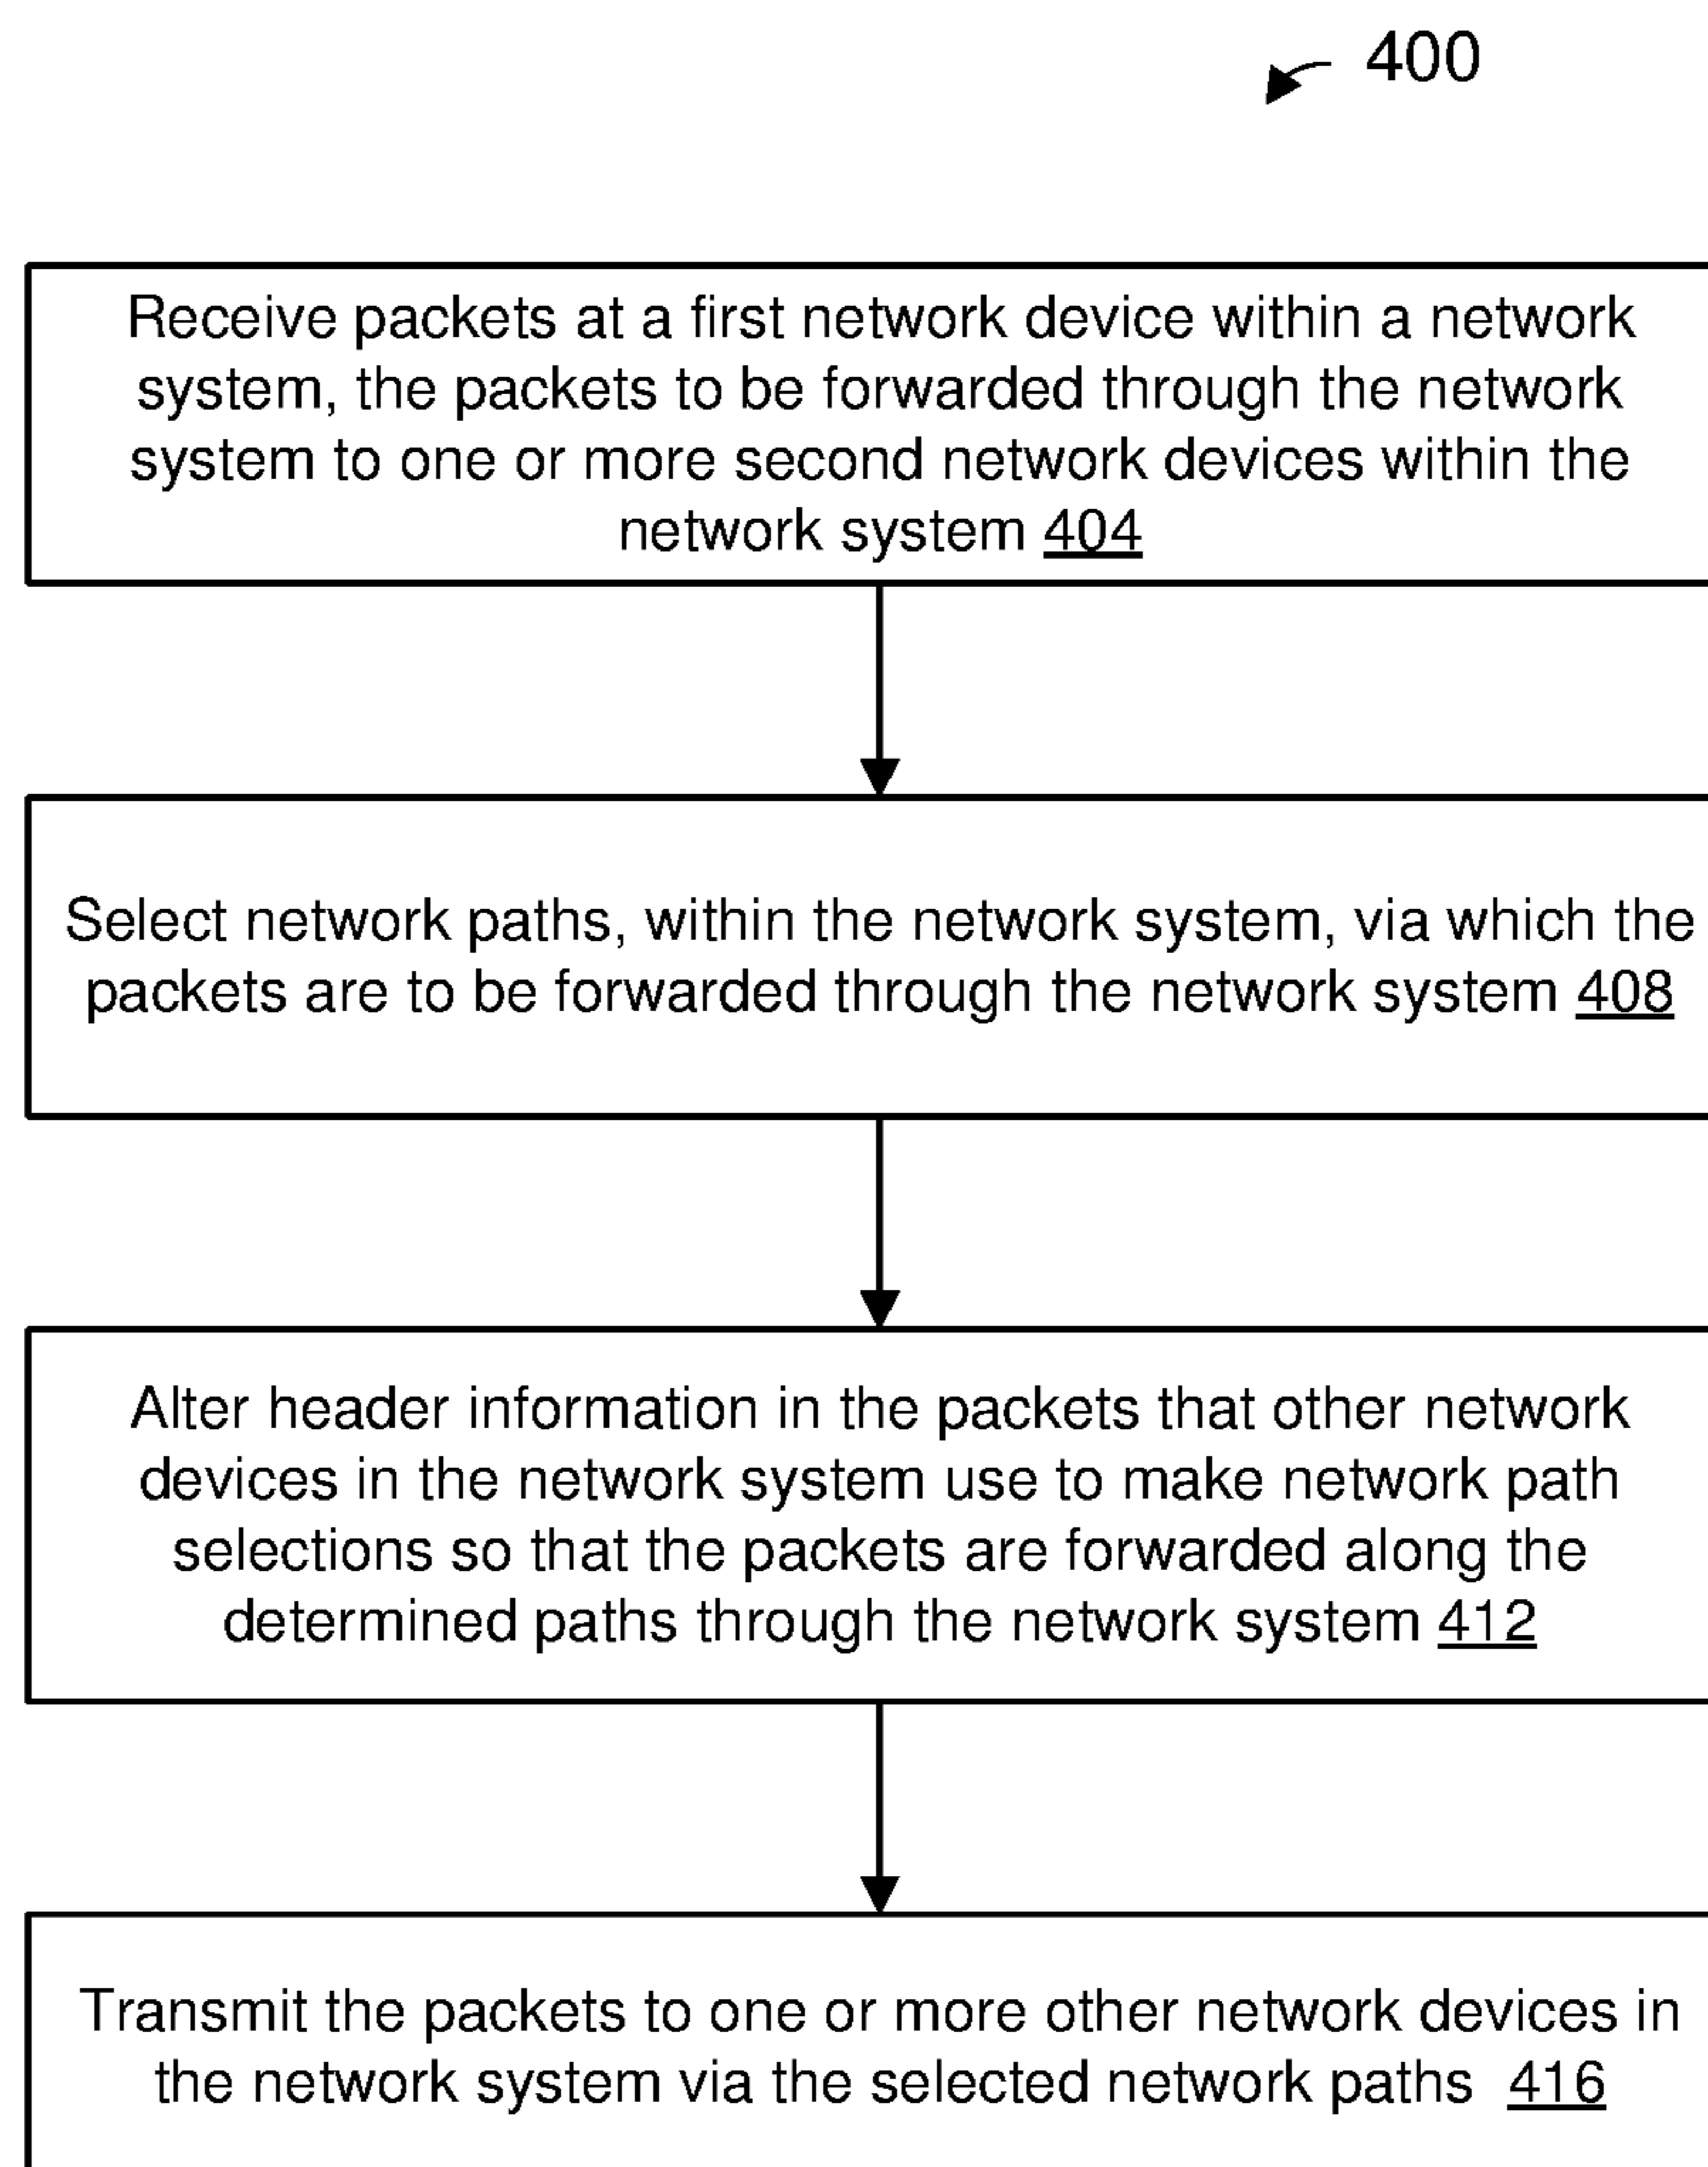 400
Receive packets at a first network device within a network
system, the packets to be forwarded through the network
system to one or more second network devices within the
network system 404
Select network paths, within the network system, via which the
packets are to be forwarded through the network system 408
Alter header information in the packets that other network
devices in the network system use to make network path
selections so that the packets are forwarded along the
determined paths through the network system 412
Transmit the packets to one or more other network devices in
the network system via the selected network paths 416